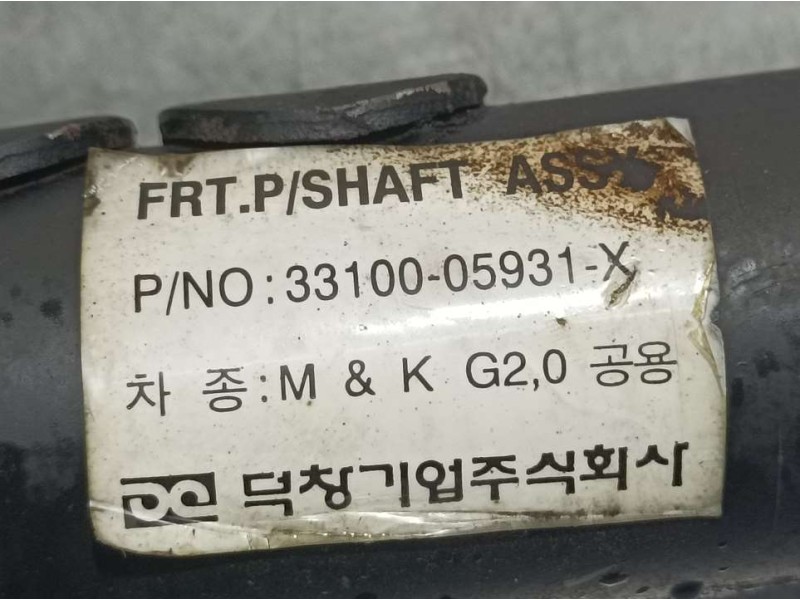 FRT.P/SHAFT ASS'Y
P/NO : 33100-05931-X
차 종 : M & K G2,0 공용
DC 덕창기업주식회사